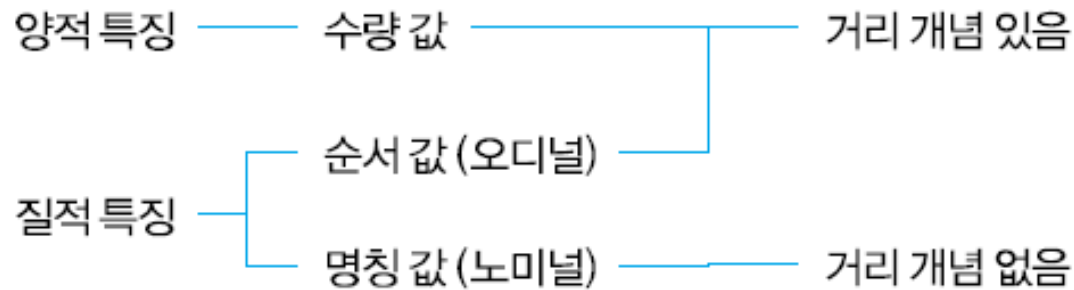 양적 특징 수량 값 거리 개념 있음
순서 값 (오디널)
질적 특징
명칭 값 (노미널) 거리 개념 없음